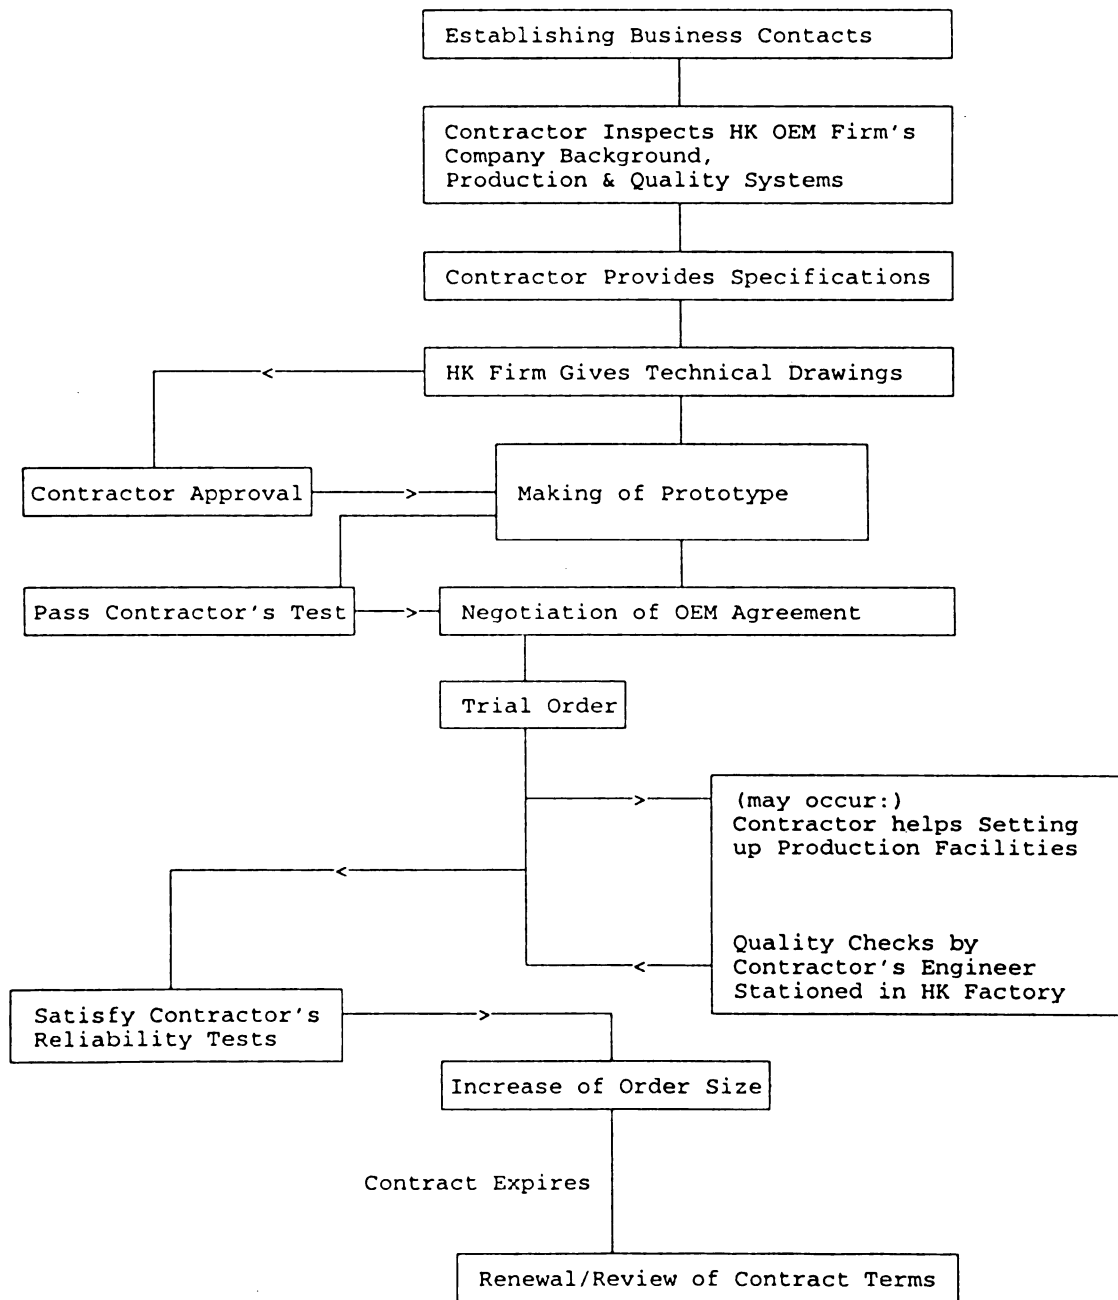 Establishing Business Contacts
Contractor Inspects HK OEM Firm's
Company Background,
Production & Quality Systems
Contractor Provides Specifications
HK Firm Gives Technical Drawings
Contractor Approval
Making of Prototype
Pass Contractor's Test
Negotiation of OEM Agreement
Trial Order
(may occur:)
Contractor helps Setting
up Production Facilities
Quality Checks by
Contractor's Engineer
Stationed in HK Factory
Satisfy Contractor's
Reliability Tests
Increase of Order Size
Contract Expires
Renewal/Review of Contract Terms